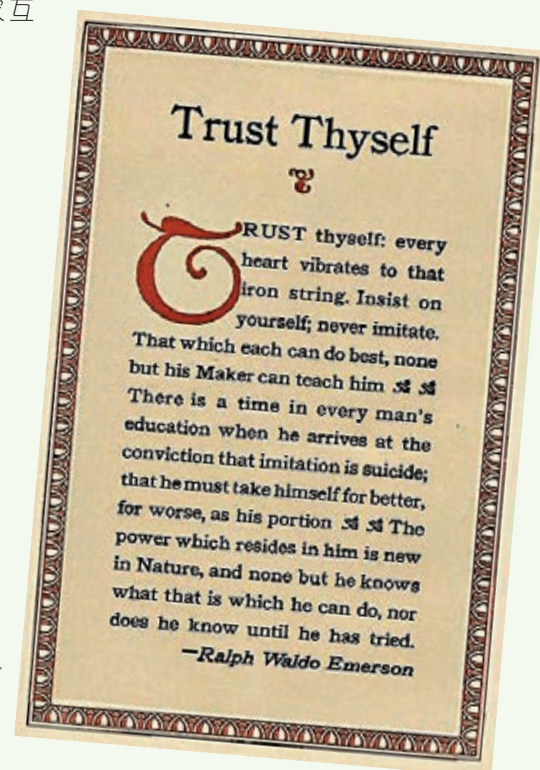 家互
Trust Thyself
TRUST thyself: every
heart vibrates to that
iron string. Insist on
yourself; never imitate.
That which each can do best, none
but his Maker can teach him
There is a time in every man's
education when he arrives at the
conviction that imitation is suicide;
that he must take himself for better,
for worse, as his portion The
power which resides in him is new
in Nature, and none but he knows
what that is which he can do, nor
does he know until he has tried.
—Ralph Waldo Emerson